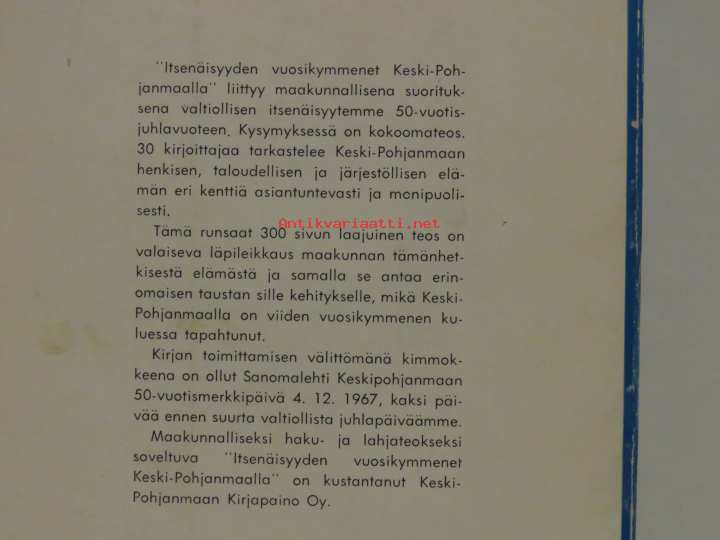 "Itsenäisyyden vuosikymmenet Keski-Poh-
janmaalla" liittyy maakunnallisena suorituk-
sena valtiollisen itsenäisyytemme 50-vuotis-
juhlavuoteen. Kysymyksessä on kokoomateos.
30 kirjoittajaa tarkastelee Keski-Pohjanmaan
henkisen, taloudellisen ja järjestöllisen elä-
män eri kenttiä asiantuntevasti ja monipuoli-
sesti.
Antikvariaatti.net
Tämä runsaat 300 sivun laajuinen teos on
valaiseva läpileikkaus maakunnan tämänhet-
kisestä elämästä ja samalla se antaa erin-
omaisen taustan sille kehitykselle, mikä Keski-
Pohjanmaalla on viiden vuosikymmenen ku-
luessa tapahtunut.
Kirjan toimittamisen välittömänä kimmok-
keena on ollut Sanomalehti Keskipohjanmaan
50-vuotismerkkipäivä 4. 12. 1967, kaksi päi-
vää ennen suurta valtiollista juhlapäiväämme.
Maakunnalliseksi haku- ja lahjateokseksi
soveltuva "Itsenäisyyden vuosikymmenet
Keski-Pohjanmaalla" on kustantanut Keski-
Pohjanmaan Kirjapaino Oy.